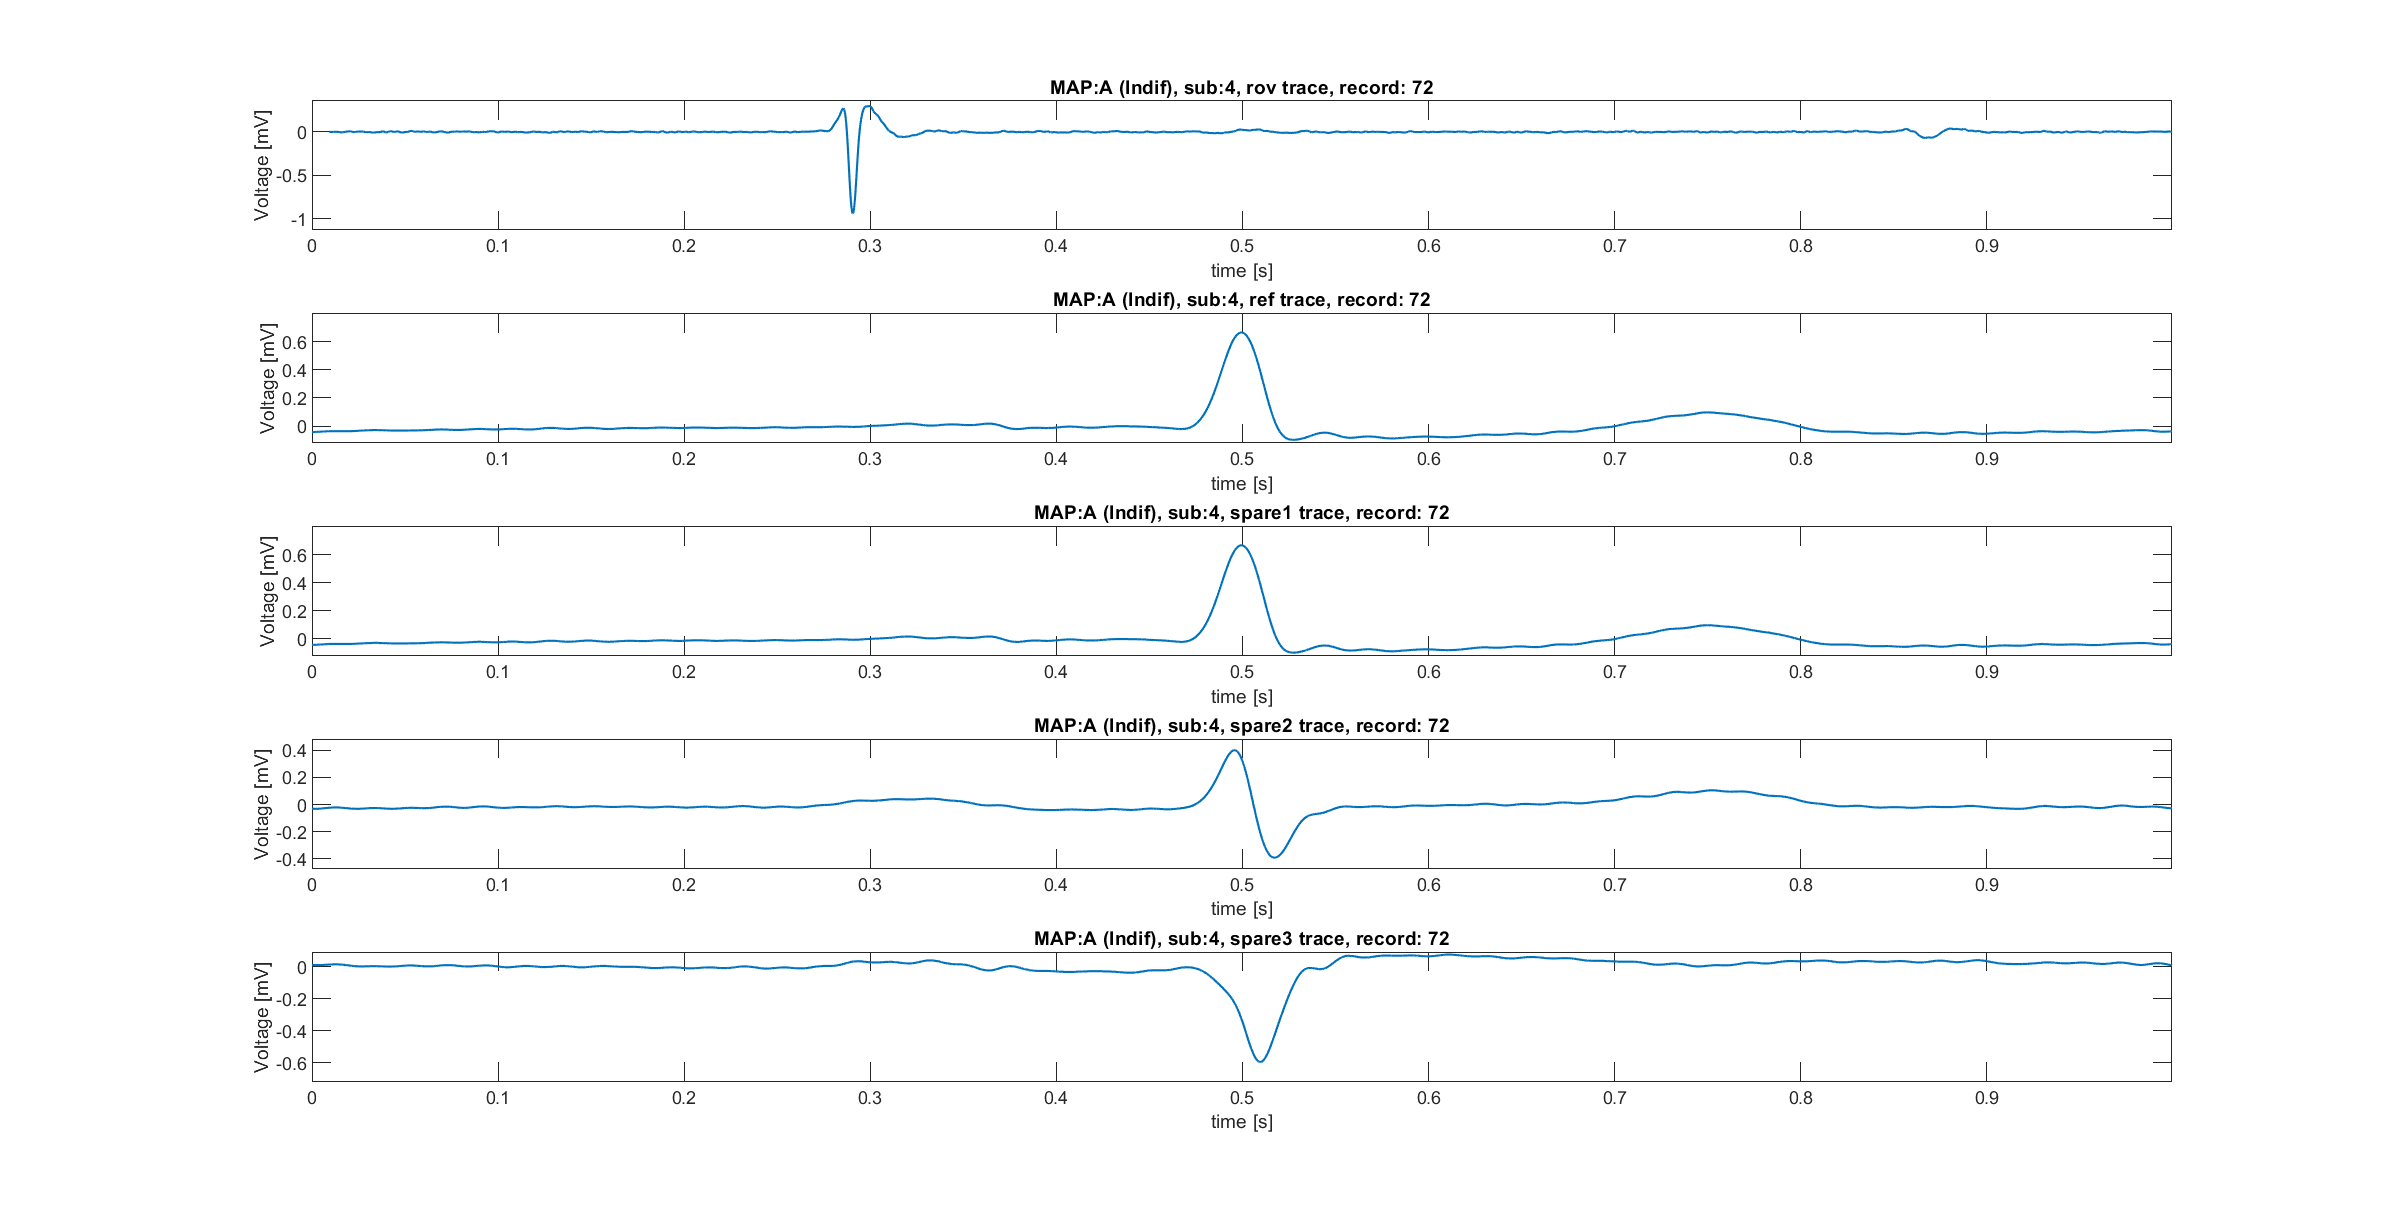 MAP:A (Indif), sub:4, rov trace, record: 72
Voltage [mV]
0
-0.5
-1
0 0.1 0.2 0.3 0.4 0.5 0.6 0.7 0.8 0.9
time [s]
MAP:A (Indif), sub:4, ref trace, record: 72
Voltage [mV]
0.6
0.4
0.2
0
0 0.1 0.2 0.3 0.4 0.5 0.6 0.7 0.8 0.9
time [s]
MAP:A (Indif), sub:4, spare1 trace, record: 72
Voltage [mV]
0.6
0.4
0.2
0
0 0.1 0.2 0.3 0.4 0.5 0.6 0.7 0.8 0.9
time [s]
MAP:A (Indif), sub:4, spare2 trace, record: 72
Voltage [mV]
0.4
0.2
0
-0.2
-0.4
0 0.1 0.2 0.3 0.4 0.5 0.6 0.7 0.8 0.9
time [s]
MAP:A (Indif), sub:4, spare3 trace, record: 72
Voltage [mV]
0
-0.2
-0.4
-0.6
0 0.1 0.2 0.3 0.4 0.5 0.6 0.7 0.8 0.9
time [s]